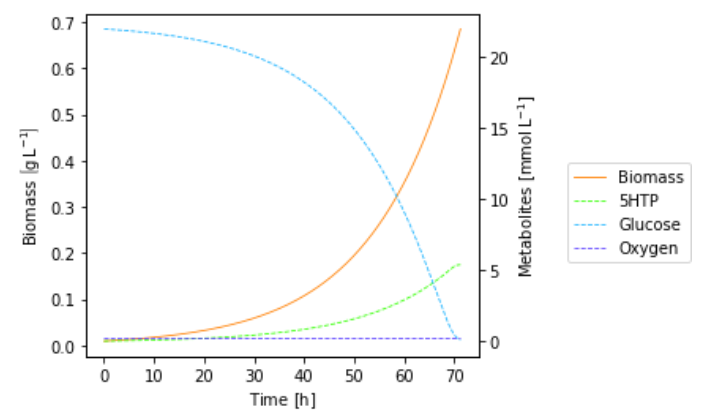 0.7
0.6
0.5
0.4
0.3
0.2
0.1
0.0
Biomass [g L⁻¹]
0 10 20 30 40 50 60 70
Time [h]
20
15
10
5
0
Metabolites [mmol L⁻¹]
Biomass
5HTP
Glucose
Oxygen